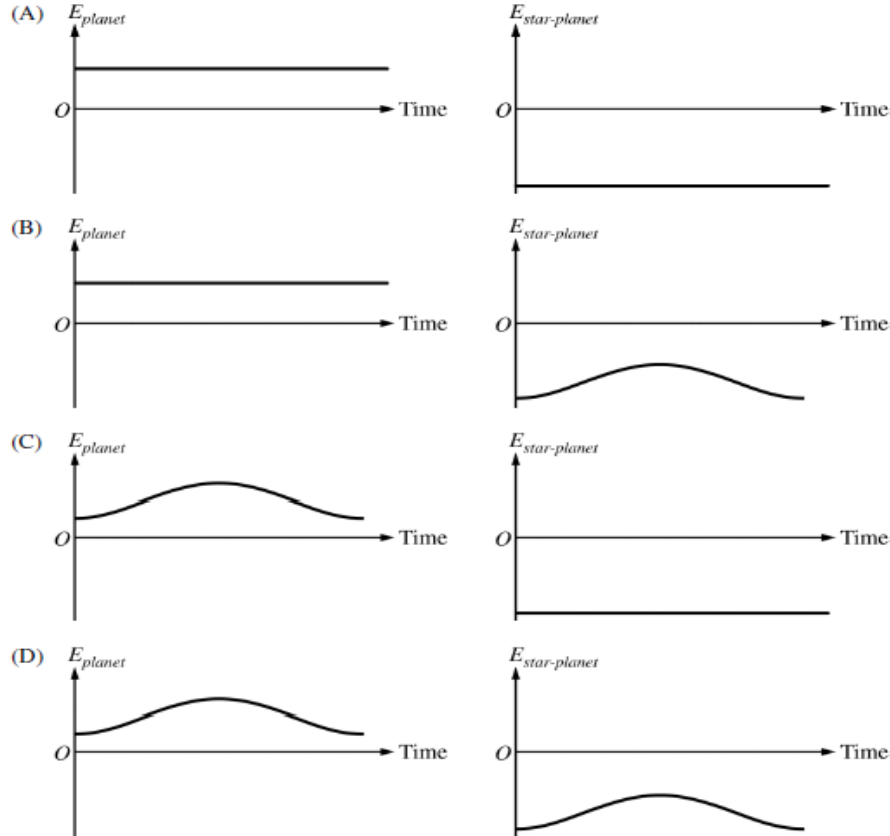 (A) E_planet E_star-planet
O Time O Time
(B) E_planet E_star-planet
O Time O Time
(C) E_planet E_star-planet
O Time O Time
(D) E_planet E_star-planet
O Time O Time